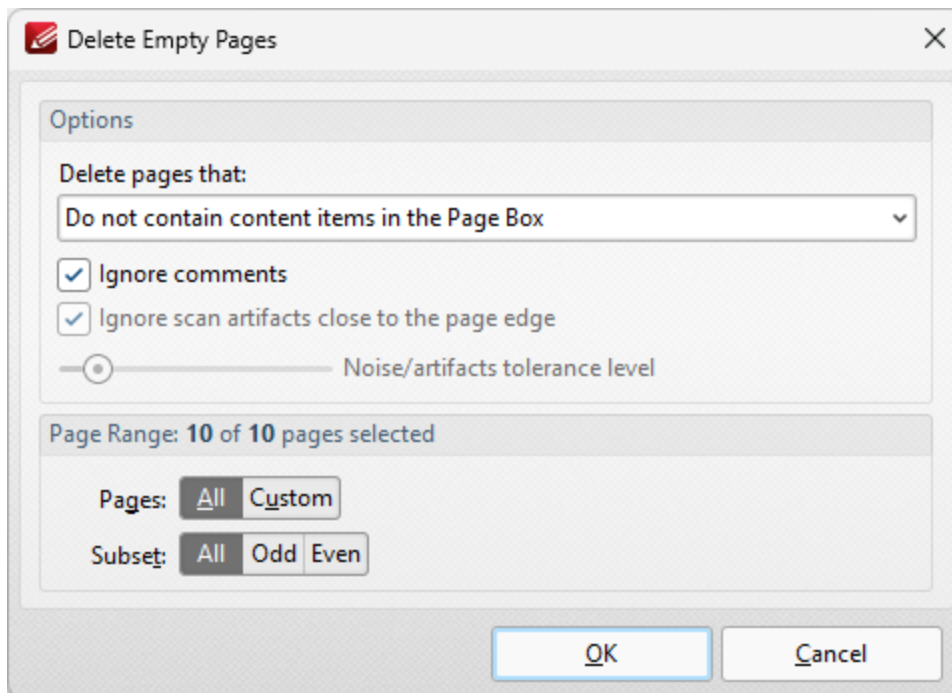 Delete Empty Pages
Options
Delete pages that:
Do not contain content items in the Page Box
Ignore comments
Ignore scan artifacts close to the page edge
Noise/artifacts tolerance level
Page Range: 10 of 10 pages selected
Pages: All Custom
Subset: All Odd Even
OK Cancel